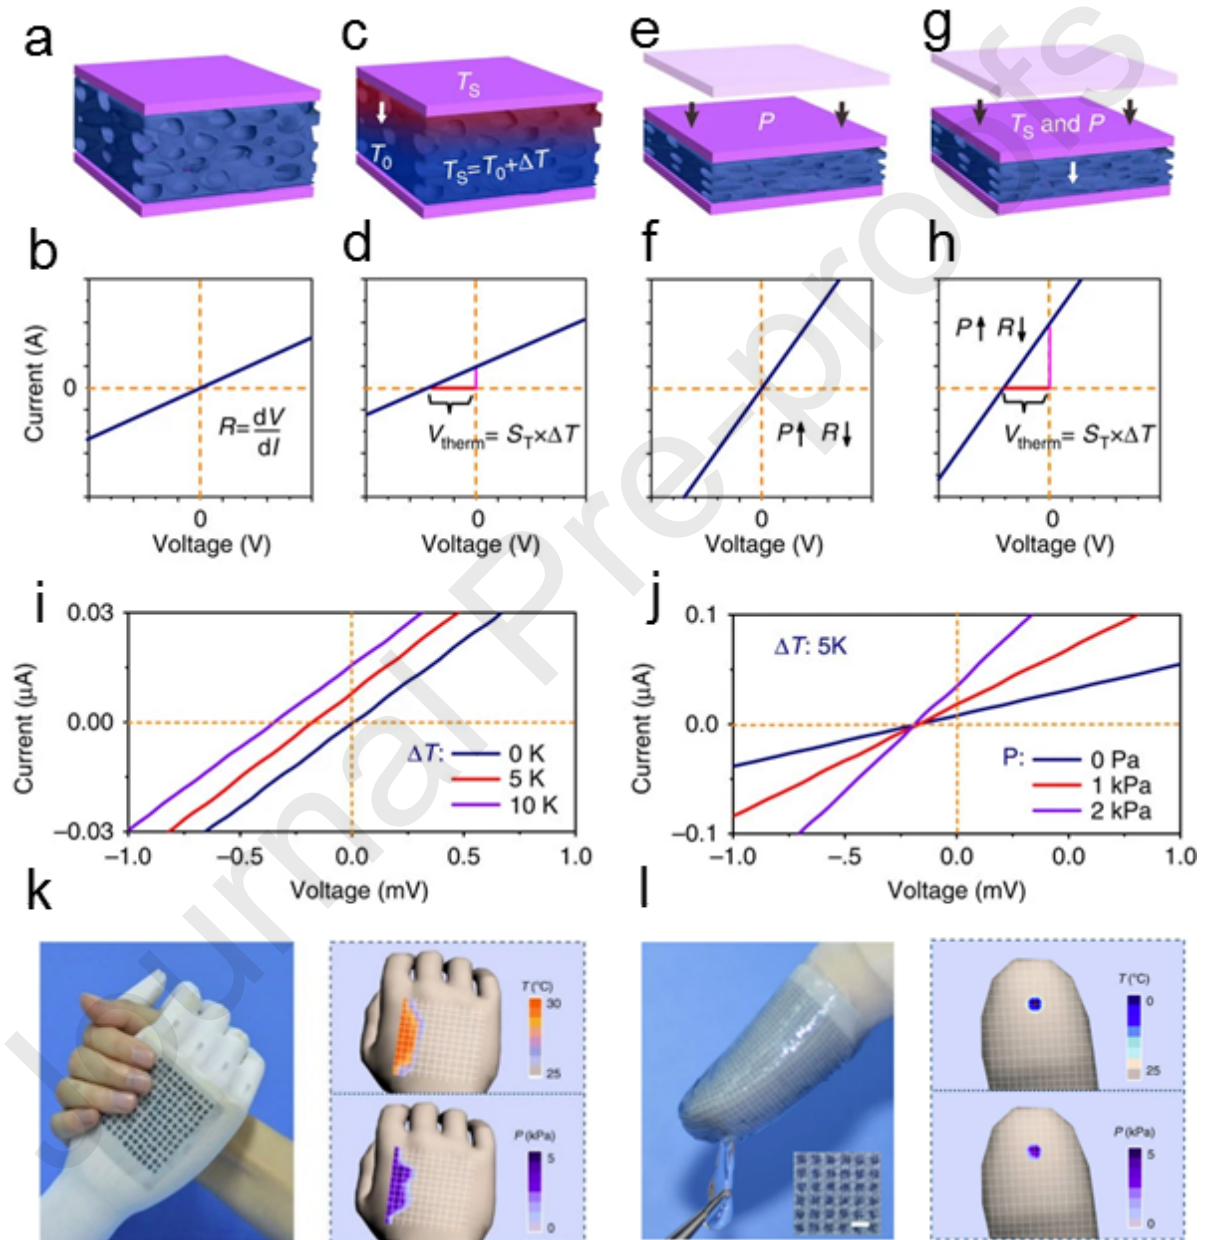 a
c
e
g
T_S
T_0
T_S=T_0+ΔT
P
T_S and P
b
d
f
h
Current (A)
0
R=dV/dI
V_therm= S_T×ΔT
P↑ R↓
P↑ R↓
V_therm= S_T×ΔT
0
0
0
0
Voltage (V)
Voltage (V)
Voltage (V)
Voltage (V)
i
0.03
0.00
−0.03
Current (μA)
ΔT:
0 K
5 K
10 K
−1.0
−0.5
0.0
0.5
1.0
Voltage (mV)
j
0.1
0.0
−0.1
Current (μA)
ΔT: 5K
P:
0 Pa
1 kPa
2 kPa
−1.0
−.5
0.0
0.0
1.0
Voltage (mV)
k
T (°C)
30
25
P (kPa)
5
0
l
T (°C)
0
25
P (kPa)
5
0
Journal Pre-proofs